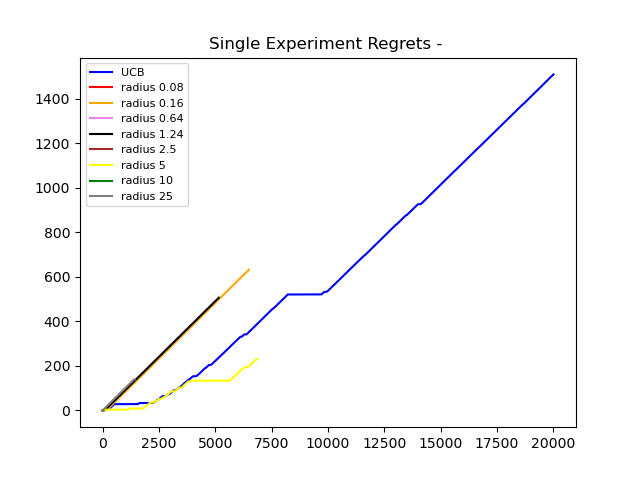 Single Experiment Regrets -
UCB
radius 0.08
radius 0.16
radius 0.64
radius 1.24
radius 2.5
radius 5
radius 10
radius 25
1400
1200
1000
800
600
400
200
0
0 2500 5000 7500 10000 12500 15000 17500 20000